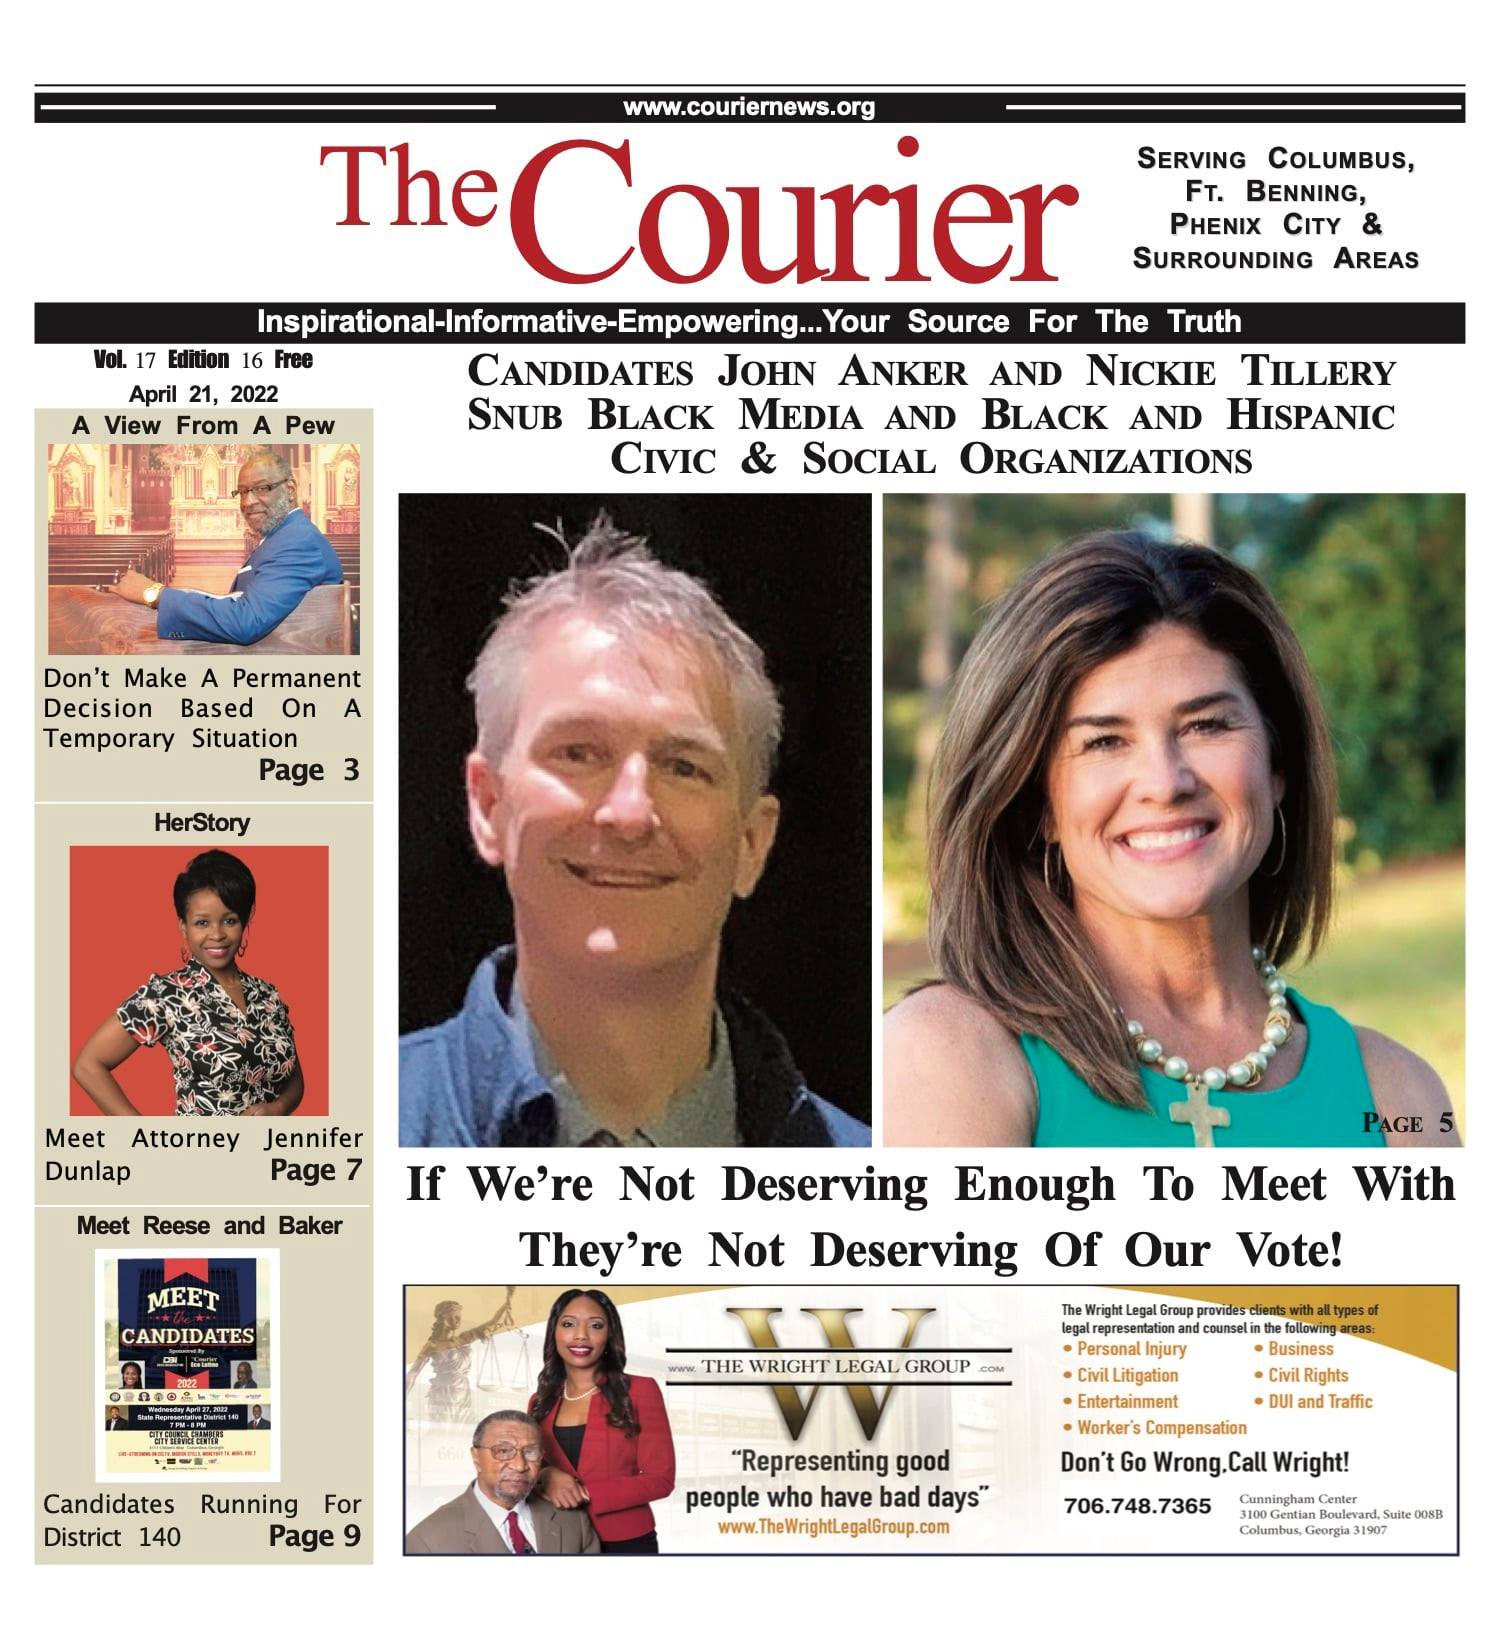 www.couriernews.org
The Courier
SERVING COLUMBUS,
FT. BENNING,
PHENIX CITY &
SURROUNDING AREAS
Inspirational-Informative-Empowering...Your Source For The Truth
Vol. 17 Edition 16 Free
April 21, 2022
A View From A Pew
Don't Make A Permanent
Decision Based On A
Temporary Situation
Page 3
HerStory
Meet Attorney Jennifer
Dunlap Page 7
Meet Reese and Baker
MEET
the
CANDIDATES
Sponsored By
Courier
Eco Latino
2022
Wednesday April 27, 2022
State Representative District 140
7 PM - 8 PM
CITY COUNCIL CHAMBERS
CITY SERVICE CENTER
Candidates Running For
District 140 Page 9
CANDIDATES JOHN ANKER AND NICKIE TILLERY
SNUB BLACK MEDIA AND BLACK AND HISPANIC
CIVIC & SOCIAL ORGANIZATIONS
PAGE 5
If We're Not Deserving Enough To Meet With
They're Not Deserving Of Our Vote!
W
www. THE WRIGHT LEGAL GROUP .COM
"Representing good
people who have bad days"
www.TheWrightLegalGroup.com
The Wright Legal Group provides clients with all types of
legal representation and counsel in the following areas:
• Personal Injury
• Civil Litigation
• Entertainment
• Worker's Compensation
• Business
• Civil Rights
• DUI and Traffic
Don't Go Wrong,Call Wright!
706.748.7365
Cunningham Center
3100 Gentian Boulevard, Suite 008B
Columbus, Georgia 31907